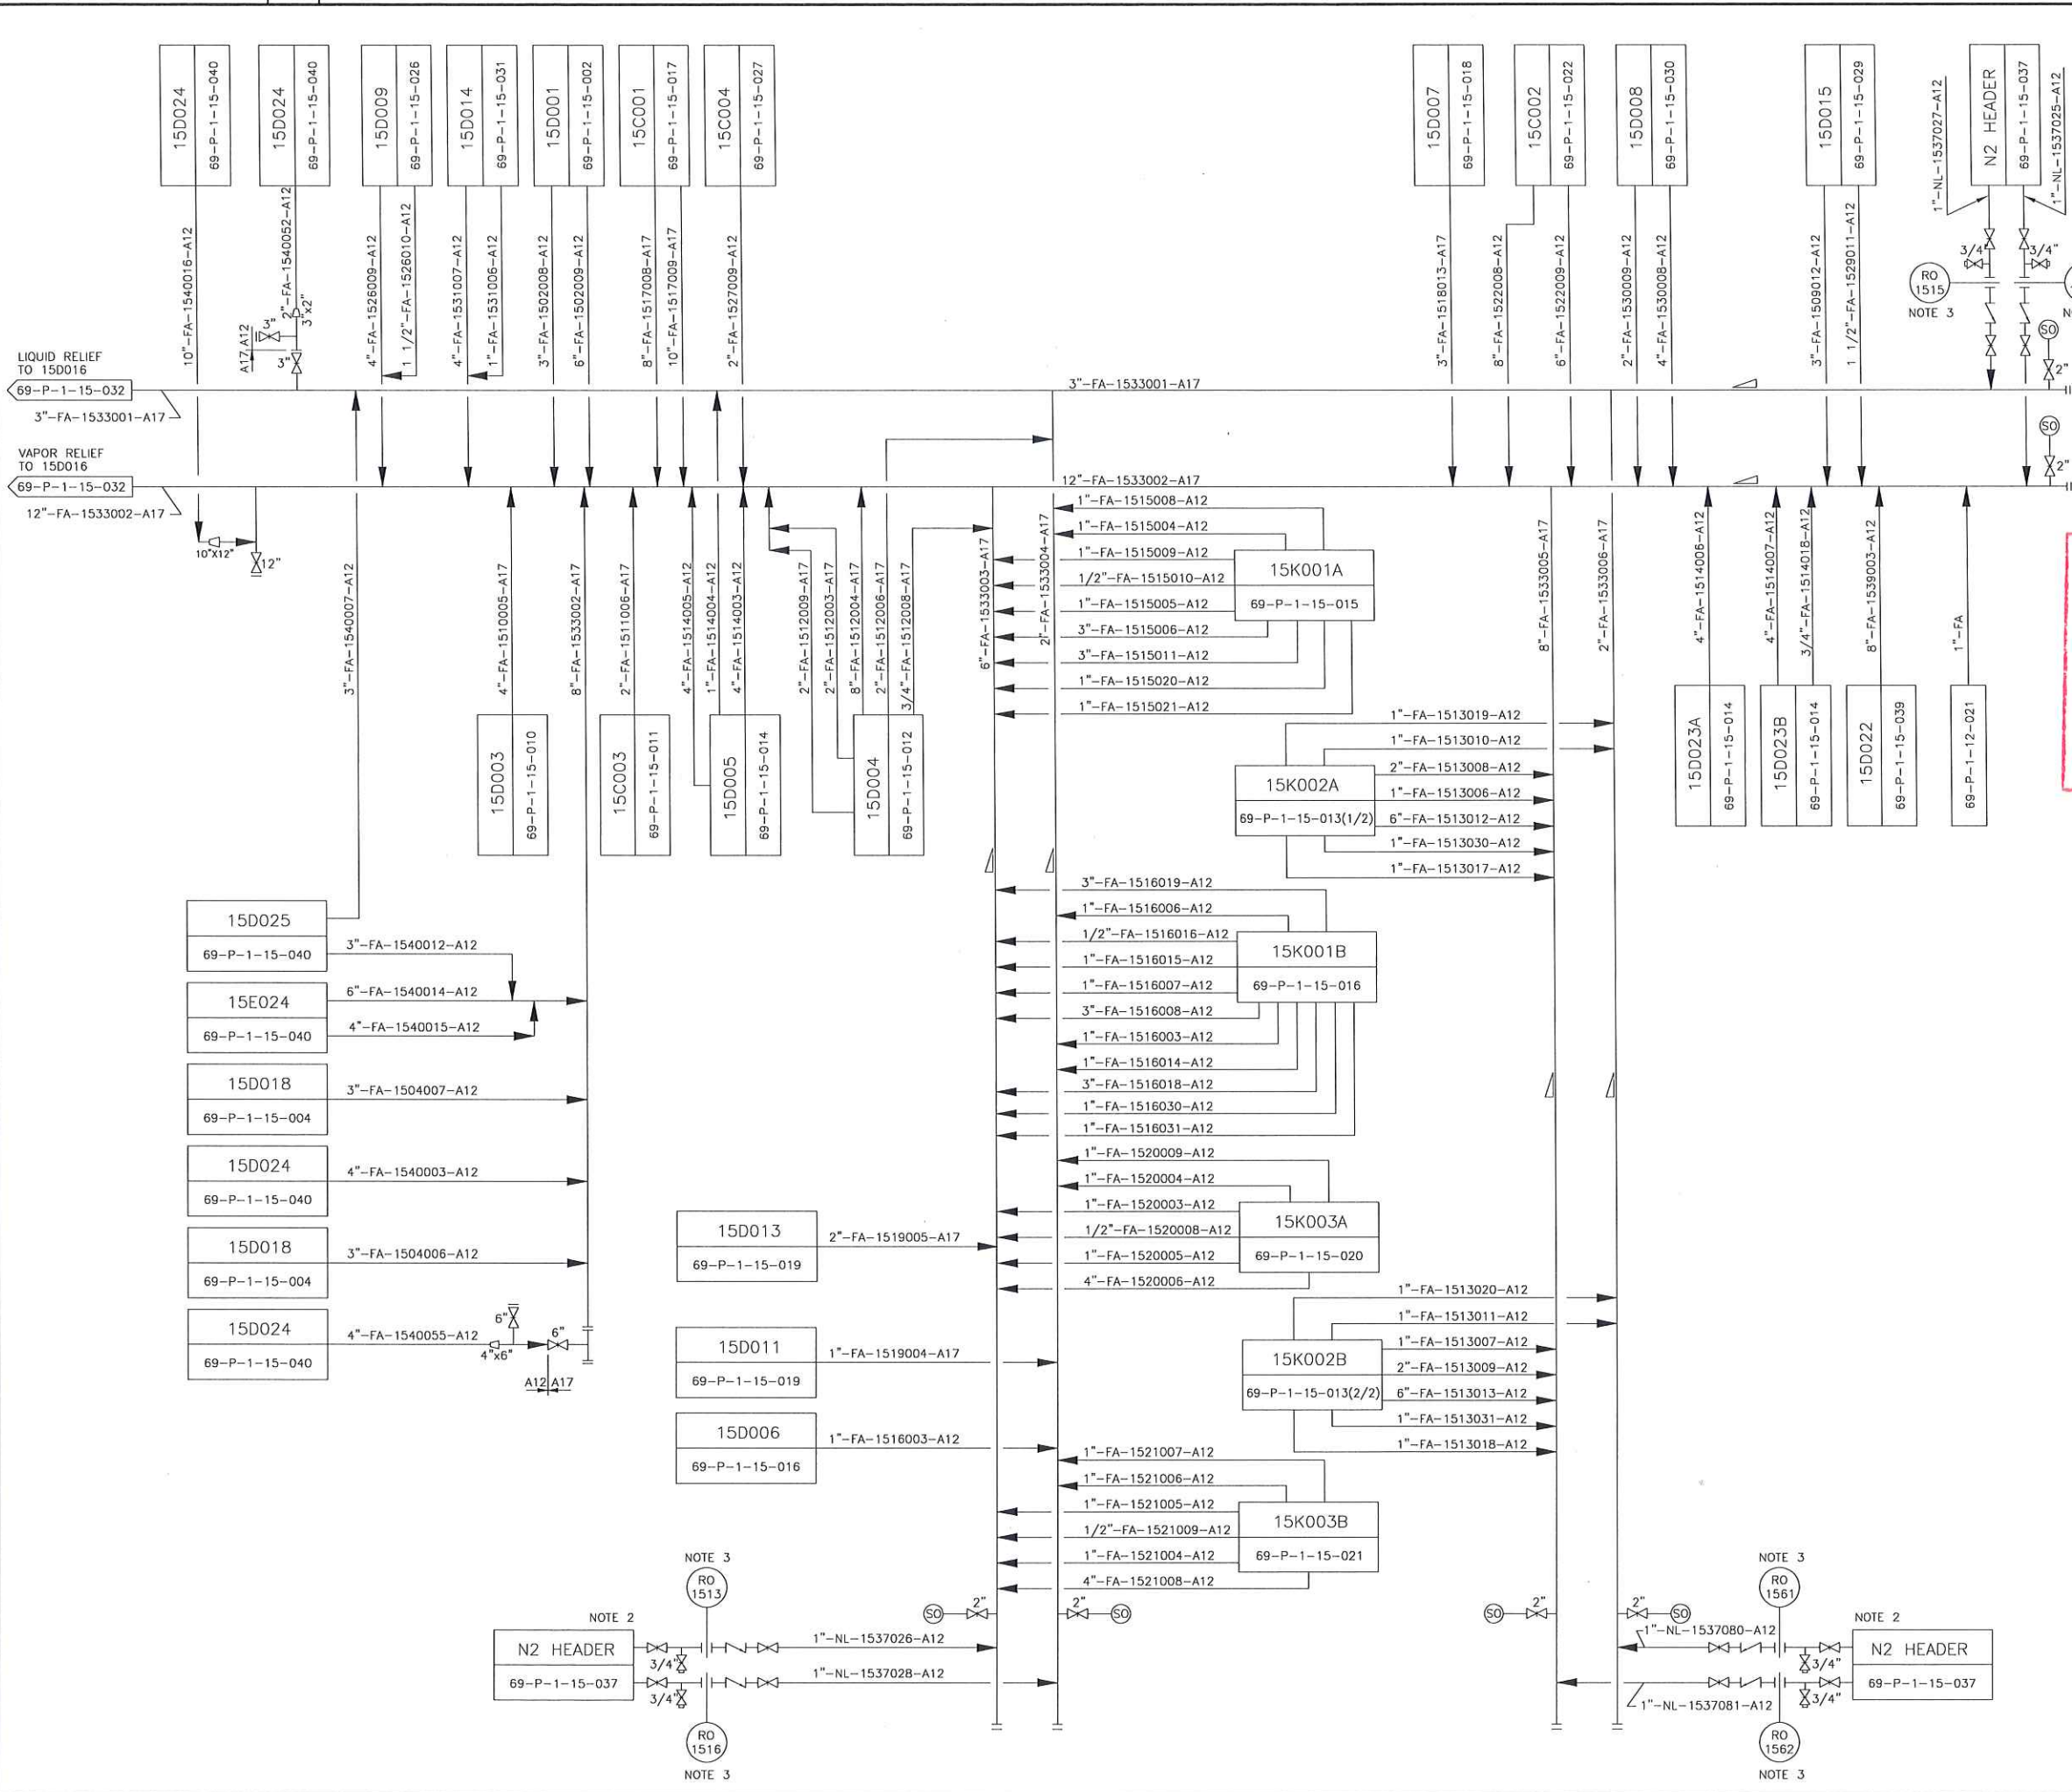 15D024
69-P-1-15-040
15D024
69-P-1-15-040
15D009
69-P-1-15-026
15D014
69-P-1-15-031
15D001
69-P-1-15-002
15C001
69-P-1-15-017
15C004
69-P-1-15-027
15D007
69-P-1-15-018
15C002
69-P-1-15-022
15D008
69-P-1-15-030
15D015
69-P-1-15-029
1"-NL-1537027-A12
N2 HEADER
69-P-1-15-037
1"-NL-1537025-A12
10"-FA-1540016-A12
2"-FA-1540052-A12
3"x2"
3"
3"
A17 A12
4"-FA-1526009-A12
1 1/2"-FA-1526010-A12
4"-FA-1531007-A12
1"-FA-1531006-A12
3"-FA-1502008-A12
6"-FA-1502009-A12
8"-FA-1517008-A17
10"-FA-1517009-A17
2"-FA-1527009-A12
3"-FA-1518013-A17
8"-FA-1522008-A12
6"-FA-1522009-A12
2"-FA-1530009-A12
4"-FA-1530008-A12
3"-FA-1509012-A12
1 1/2"-FA-1529011-A12
3/4"
3/4"
RO
1515
NOTE 3
SO
2"
LIQUID RELIEF
TO 15D016
69-P-1-15-032
3"-FA-1533001-A17
3"-FA-1533001-A17
VAPOR RELIEF
TO 15D016
69-P-1-15-032
12"-FA-1533002-A17
12"-FA-1533002-A17
SO
2"
10"X12"
12"
3"-FA-1540007-A12
4"-FA-1510005-A17
8"-FA-1533002-A17
2"-FA-1511006-A17
4"-FA-1514005-A12
1"-FA-1514004-A12
4"-FA-1514003-A12
2"-FA-1512009-A17
2"-FA-1512003-A17
8"-FA-1512004-A17
2"-FA-1512006-A17
3/4"-FA-1512008-A17
6"-FA-1533003-A17
2"-FA-1533004-A17
8"-FA-1533005-A17
2"-FA-1533006-A17
4"-FA-1514006-A12
4"-FA-1514007-A12
3/4"-FA-1514018-A12
8"-FA-1539003-A12
1"-FA
15D003
69-P-1-15-010
15C003
69-P-1-15-011
15D005
69-P-1-15-014
15D004
69-P-1-15-012
15D023A
69-P-1-15-014
15D023B
69-P-1-15-014
15D022
69-P-1-15-039
69-P-1-12-021
1"-FA-1515008-A12
1"-FA-1515004-A12
1"-FA-1515009-A12
1/2"-FA-1515010-A12
1"-FA-1515005-A12
3"-FA-1515006-A12
3"-FA-1515011-A12
1"-FA-1515020-A12
1"-FA-1515021-A12
15K001A
69-P-1-15-015
1"-FA-1513019-A12
1"-FA-1513010-A12
2"-FA-1513008-A12
1"-FA-1513006-A12
6"-FA-1513012-A12
1"-FA-1513030-A12
1"-FA-1513017-A12
15K002A
69-P-1-15-013(1/2)
3"-FA-1516019-A12
1"-FA-1516006-A12
1/2"-FA-1516016-A12
1"-FA-1516015-A12
1"-FA-1516007-A12
3"-FA-1516008-A12
1"-FA-1516003-A12
1"-FA-1516014-A12
3"-FA-1516018-A12
1"-FA-1516030-A12
1"-FA-1516031-A12
15K001B
69-P-1-15-016
15D025
69-P-1-15-040
3"-FA-1540012-A12
15E024
69-P-1-15-040
6"-FA-1540014-A12
4"-FA-1540015-A12
15D018
69-P-1-15-004
3"-FA-1504007-A12
15D024
69-P-1-15-040
4"-FA-1540003-A12
15D018
69-P-1-15-004
3"-FA-1504006-A12
15D024
69-P-1-15-040
4"-FA-1540055-A12
4"x6"
6"
6"
A12 A17
1"-FA-1520009-A12
1"-FA-1520004-A12
1"-FA-1520003-A12
1/2"-FA-1520008-A12
1"-FA-1520005-A12
4"-FA-1520006-A12
15K003A
69-P-1-15-020
15D013
69-P-1-15-019
2"-FA-1519005-A17
15D011
69-P-1-15-019
1"-FA-1519004-A17
15D006
69-P-1-15-016
1"-FA-1516003-A12
1"-FA-1513020-A12
1"-FA-1513011-A12
1"-FA-1513007-A12
2"-FA-1513009-A12
6"-FA-1513013-A12
1"-FA-1513031-A12
1"-FA-1513018-A12
15K002B
69-P-1-15-013(2/2)
1"-FA-1521007-A12
1"-FA-1521006-A12
1"-FA-1521005-A12
1/2"-FA-1521009-A12
1"-FA-1521004-A12
4"-FA-1521008-A12
15K003B
69-P-1-15-021
SO
2"
2"
SO
SO
2"
2"
SO
NOTE 3
RO
1513
NOTE 2
N2 HEADER
69-P-1-15-037
3/4"
3/4"
1"-NL-1537026-A12
1"-NL-1537028-A12
RO
1516
NOTE 3
NOTE 3
RO
1561
NOTE 2
1"-NL-1537080-A12
3/4"
N2 HEADER
69-P-1-15-037
1"-NL-1537081-A12
3/4"
RO
1562
NOTE 3